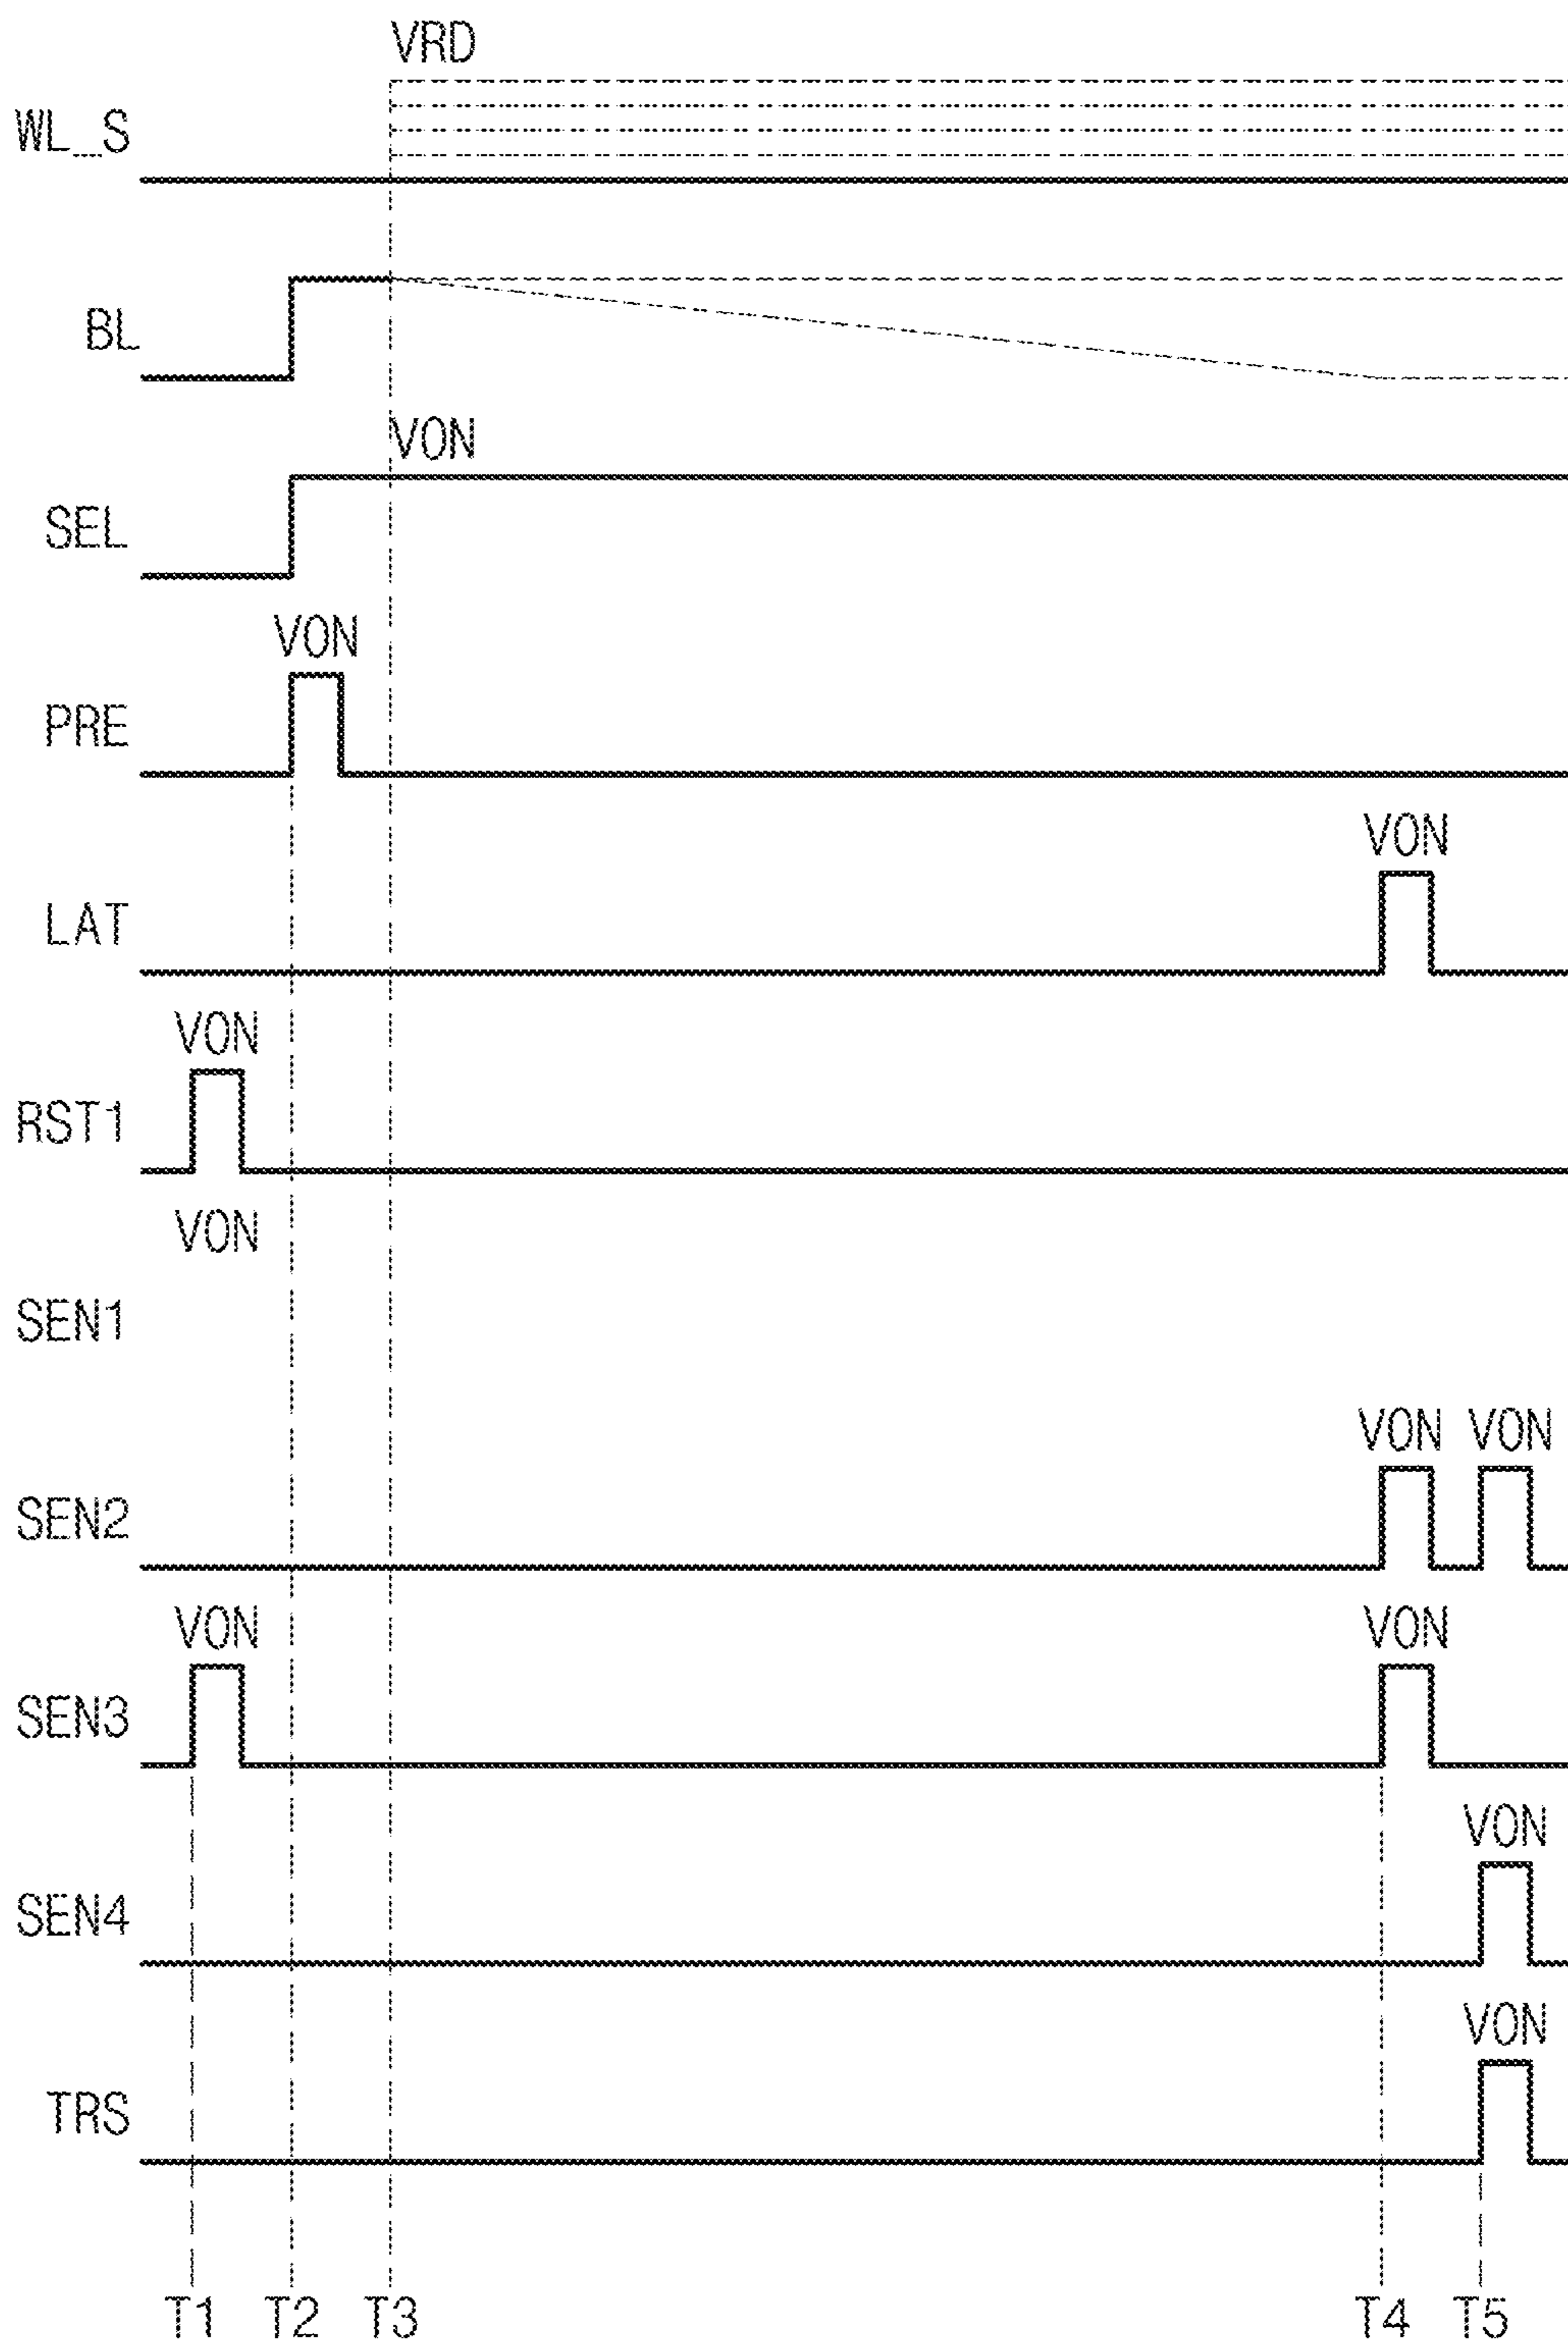 VRD
WL_S
BL
VON
SEL
VON
PRE
VON
LAT
VON
RST1
VON
SEN1
VON VON
SEN2
VON VON
SEN3
VON
SEN4
VON
TRS
T1 T2 T3 T4 T5